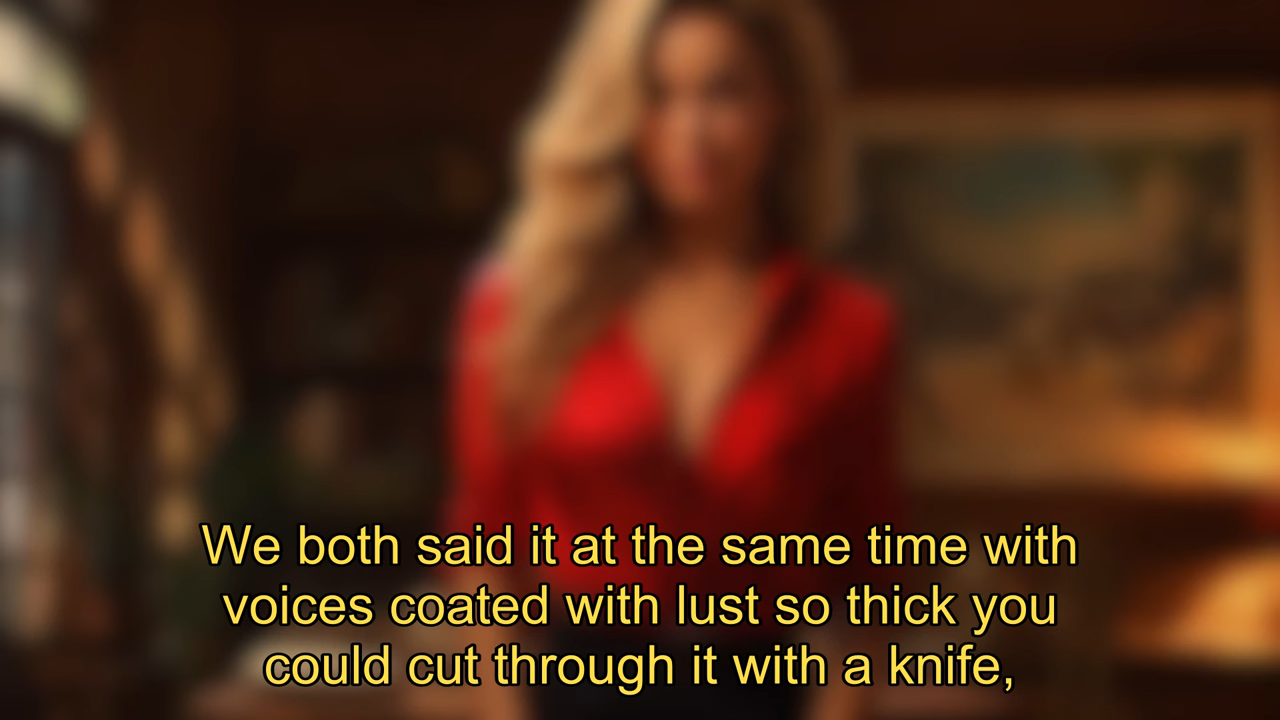 We both said it at the same time with
voices coated with lust so thick you
could cut through it with a knife,